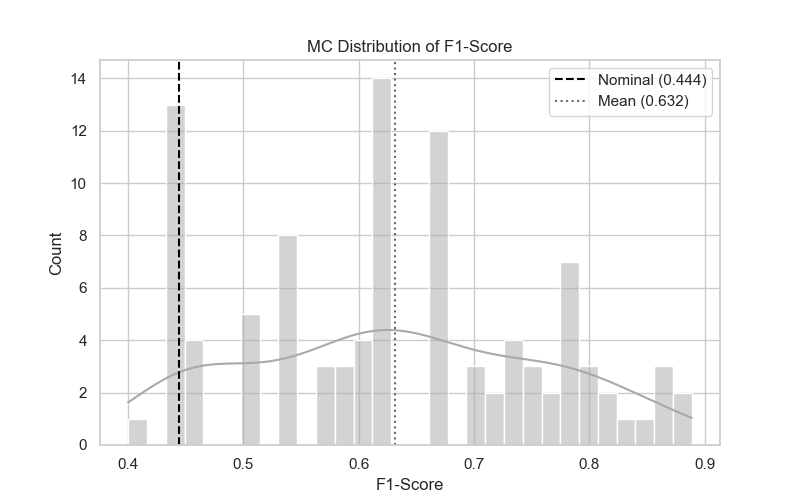 MC Distribution of F1-Score
Nominal (0.444)
Mean (0.632)
Count
14
12
10
8
6
4
2
0
0.4 0.5 0.6 0.7 0.8 0.9
F1-Score